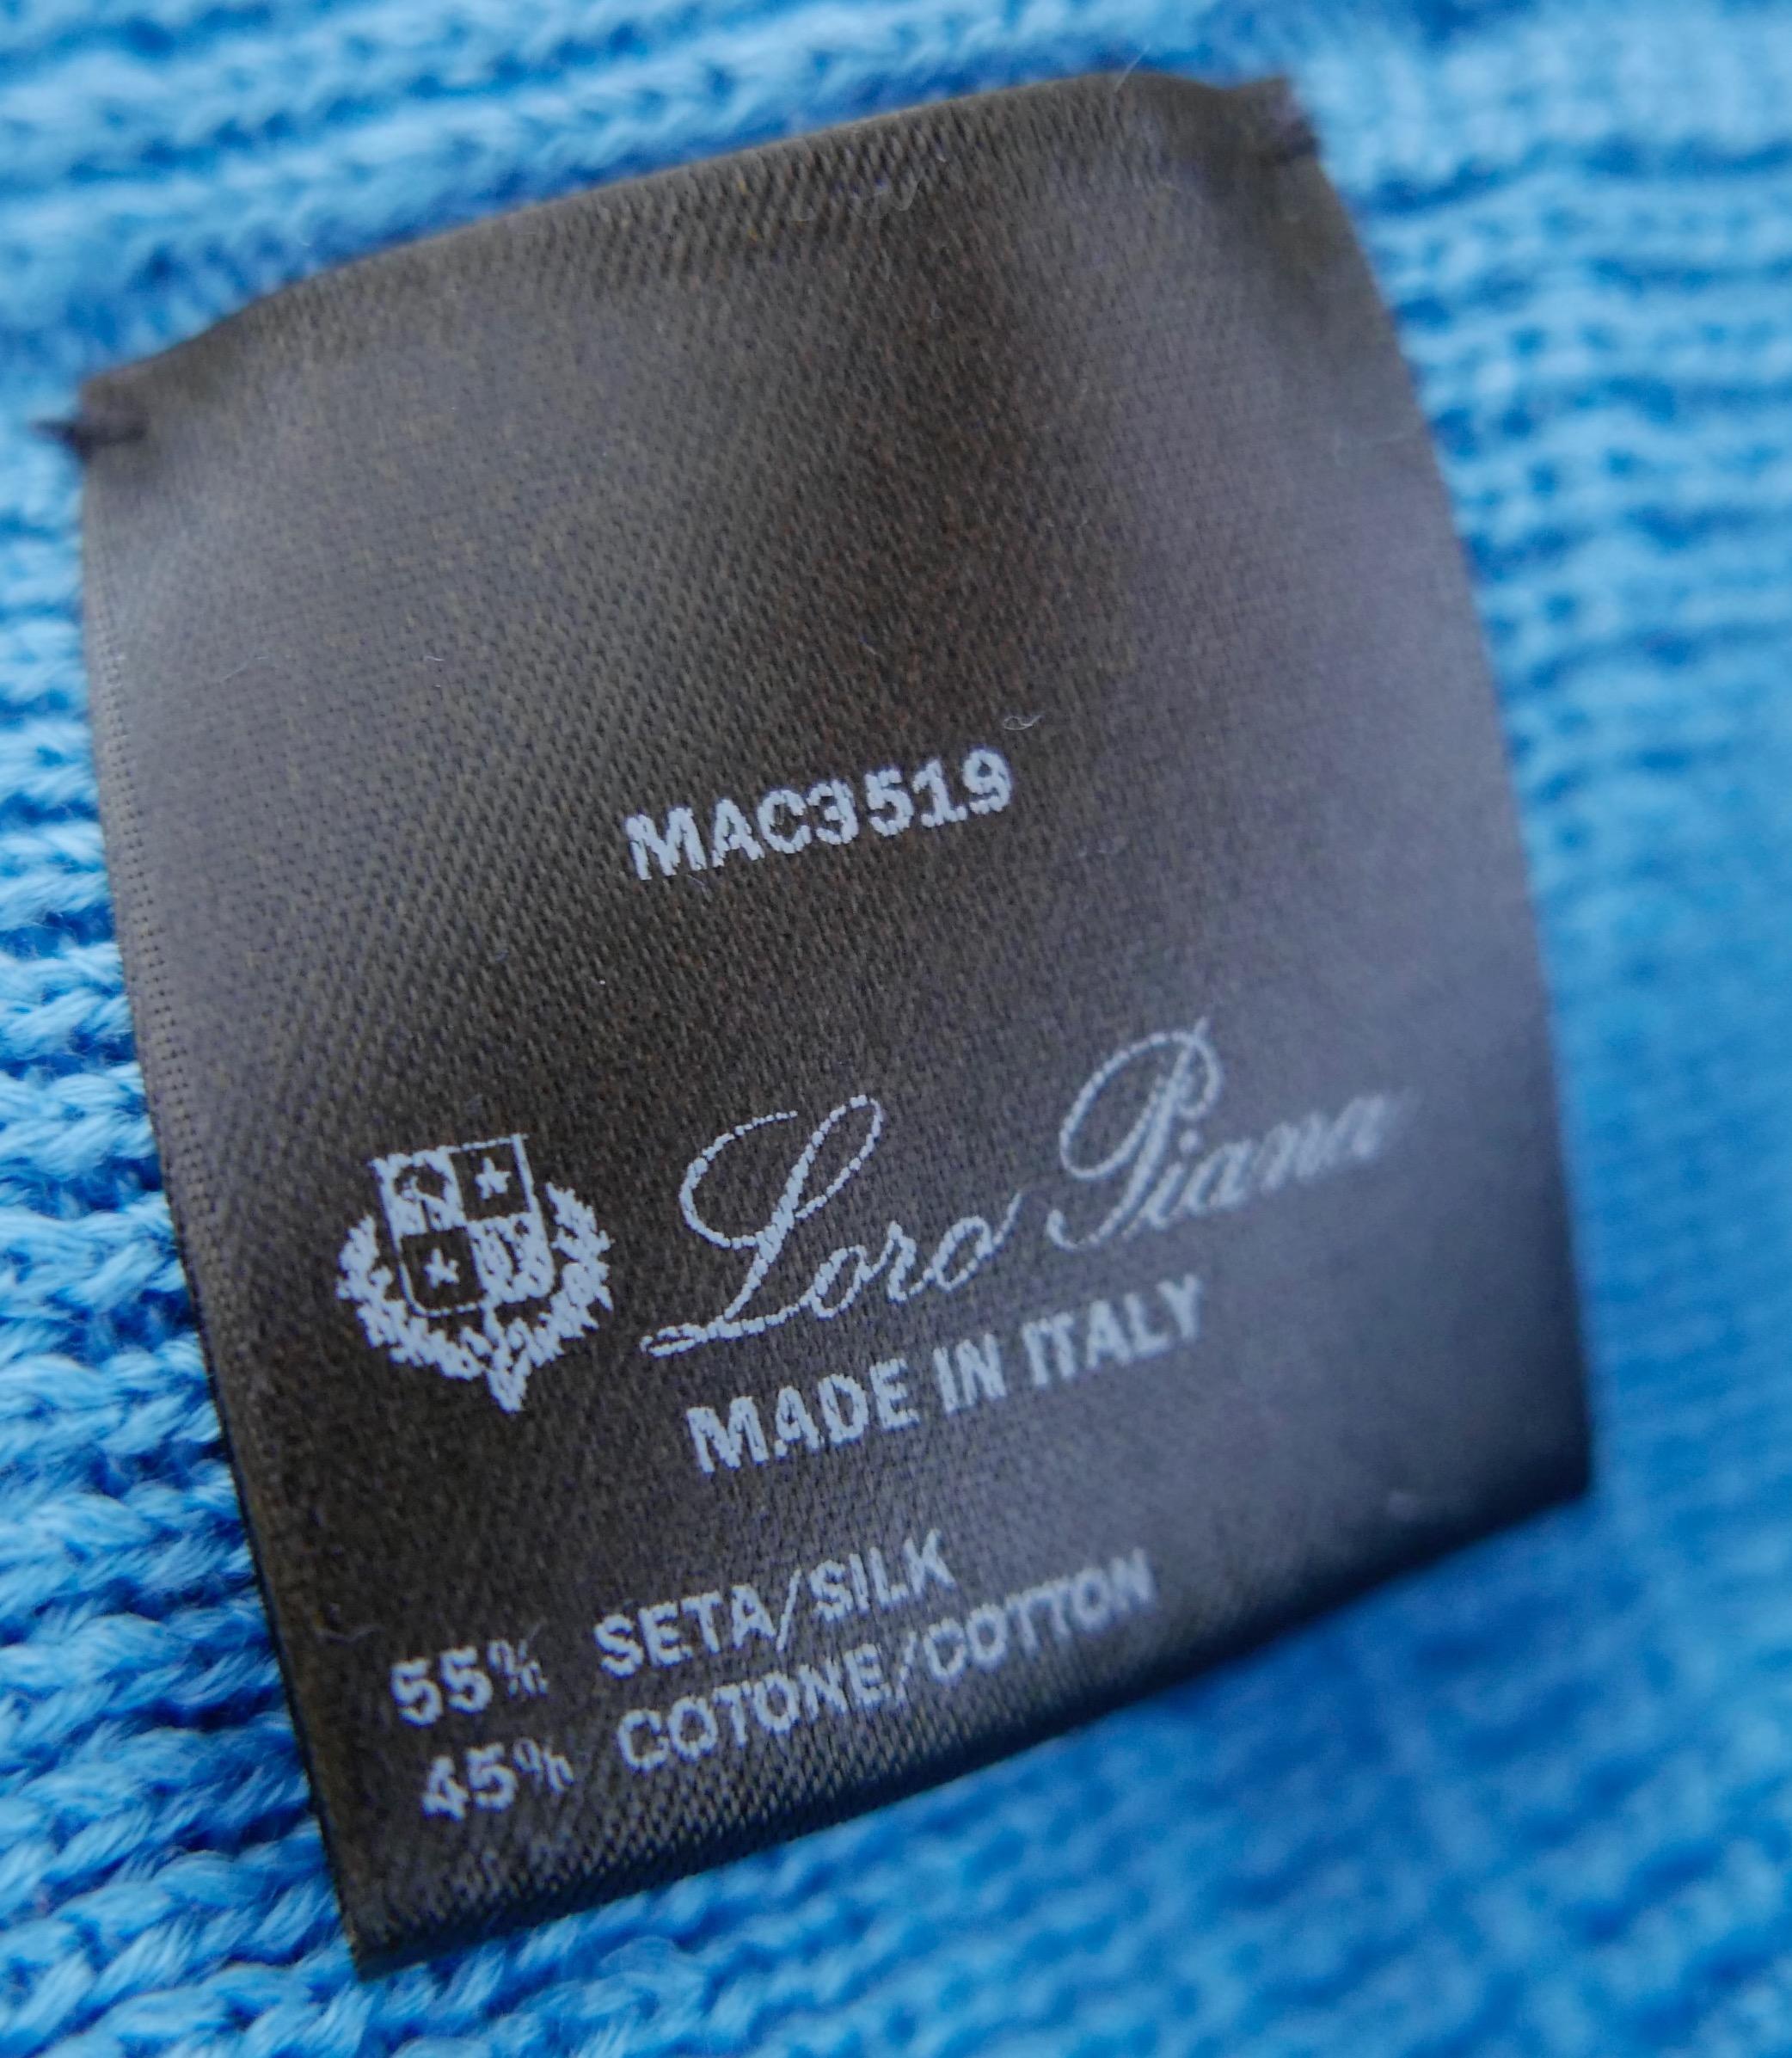 MAC3519
Loro Piana
MADE IN ITALY
55% SETA/SILK
45% COTONE/COTTON